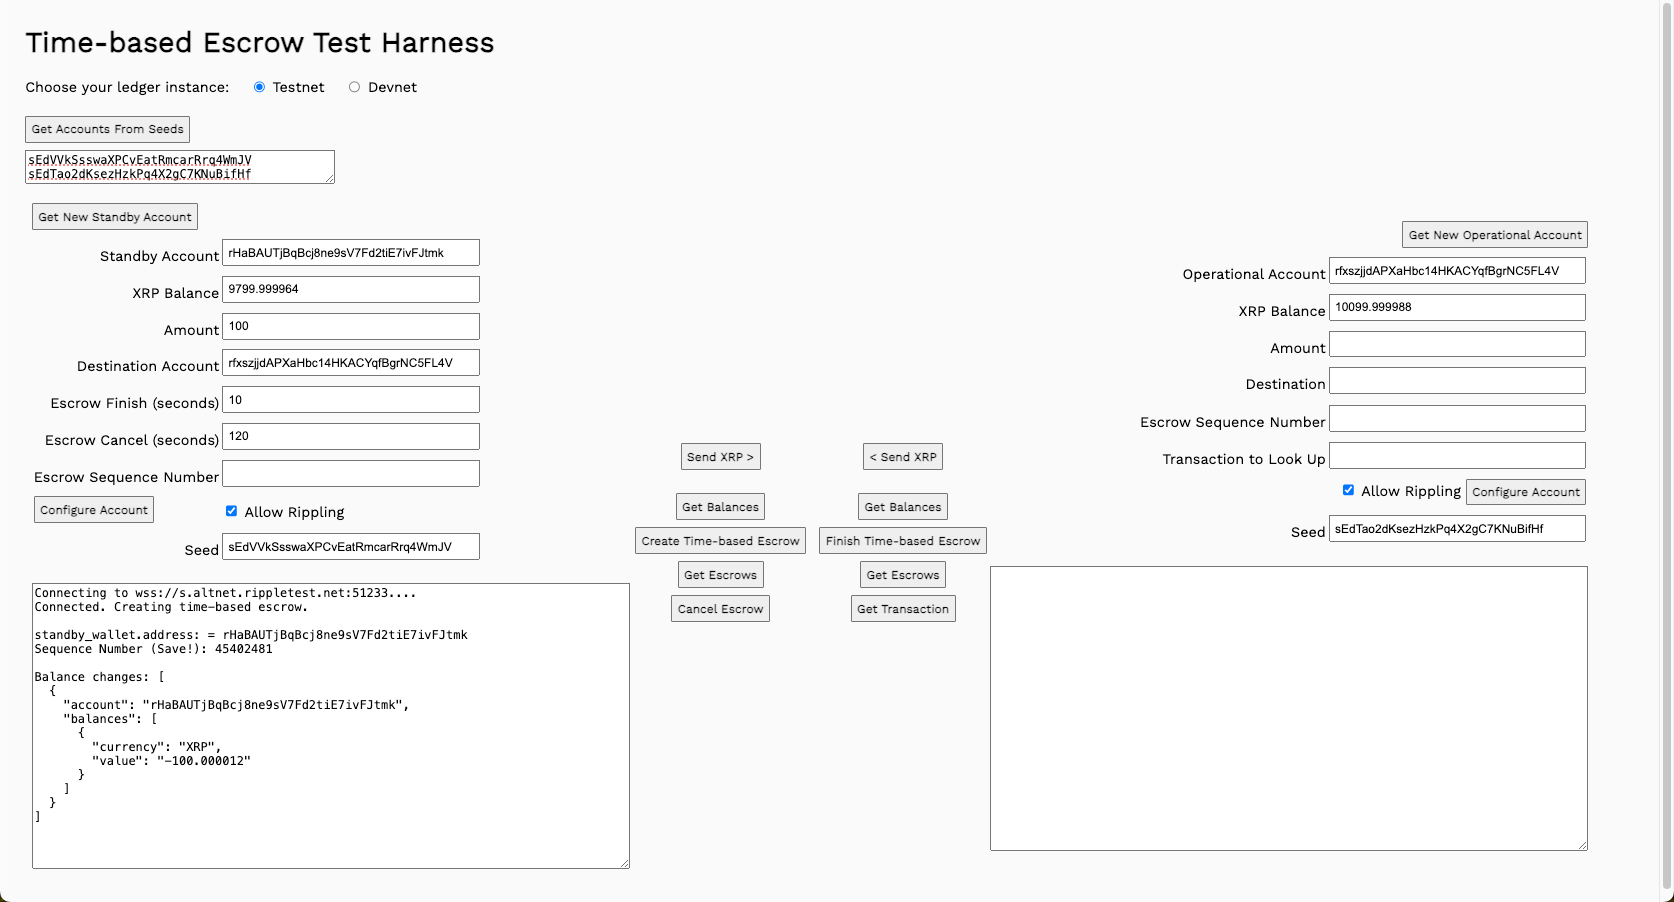 Time-based Escrow Test Harness
Choose your ledger instance: Testnet Devnet
Get Accounts From Seeds
sEdVVkSsswaXPCvEatRmcarRrq4WmJV
sEdTao2dKsezHzkPq4X2gC7KNuBifHf
Get New Standby Account
Standby Account rHaBAUTjBqBcj8ne9sV7Fd2tiE7ivFJtmk
XRP Balance 9799.999964
Amount 100
Destination Account rfxszjjdAPXaHbc14HKACYqfBgrNC5FL4V
Escrow Finish (seconds) 10
Escrow Cancel (seconds) 120
Escrow Sequence Number
Configure Account Allow Rippling
Seed sEdVVkSsswaXPCvEatRmcarRrq4WmJV
Connecting to wss://s.altnet.rippletest.net:51233....
Connected. Creating time-based escrow.
standby_wallet.address: = rHaBAUTjBqBcj8ne9sV7Fd2tiE7ivFJtmk
Sequence Number (Save!): 45402481
Balance changes: [
{
"account": "rHaBAUTjBqBcj8ne9sV7Fd2tiE7ivFJtmk",
"balances": [
{
"currency": "XRP",
"value": "-100.000012"
}
]
}
]
Send XRP >
Get Balances
Create Time-based Escrow
Get Escrows
Cancel Escrow
< Send XRP
Get Balances
Finish Time-based Escrow
Get Escrows
Get Transaction
Get New Operational Account
Operational Account rfxszjjdAPXaHbc14HKACYqfBgrNC5FL4V
XRP Balance 10099.999988
Amount
Destination
Escrow Sequence Number
Transaction to Look Up
Allow Rippling Configure Account
Seed sEdTao2dKsezHzkPq4X2gC7KNuBifHf